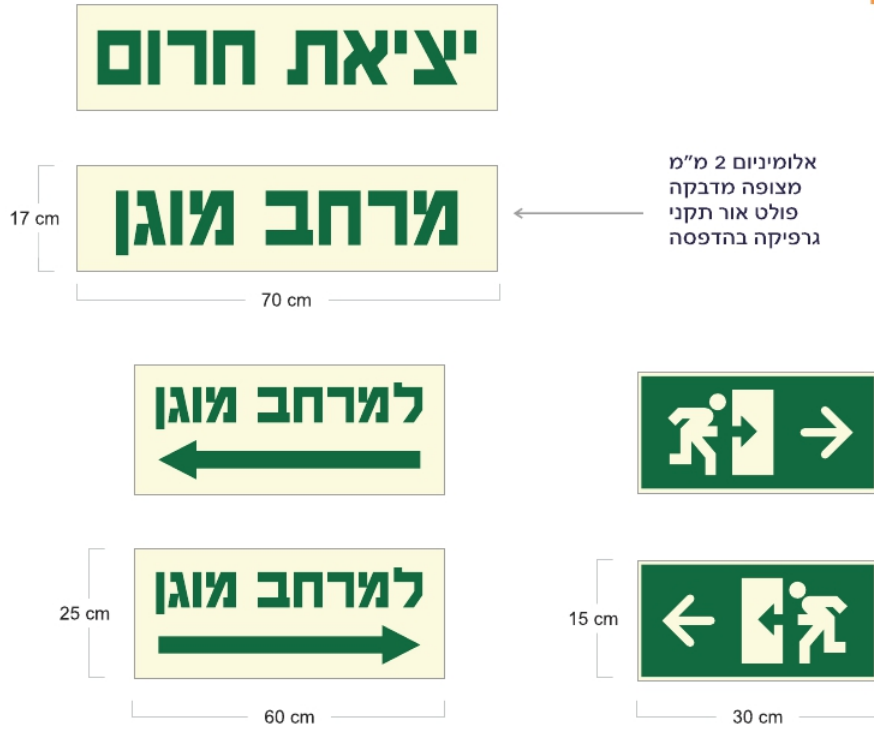 יציאת חרום
מרחב מוגן
17 cm
70 cm
אלומיניום 2 מ"מ
מצופה מדבקה
פולט אור תקני
גרפיקה בהדפסה
למרחב מוגן
למרחב מוגן
25 cm
60 cm
15 cm
30 cm